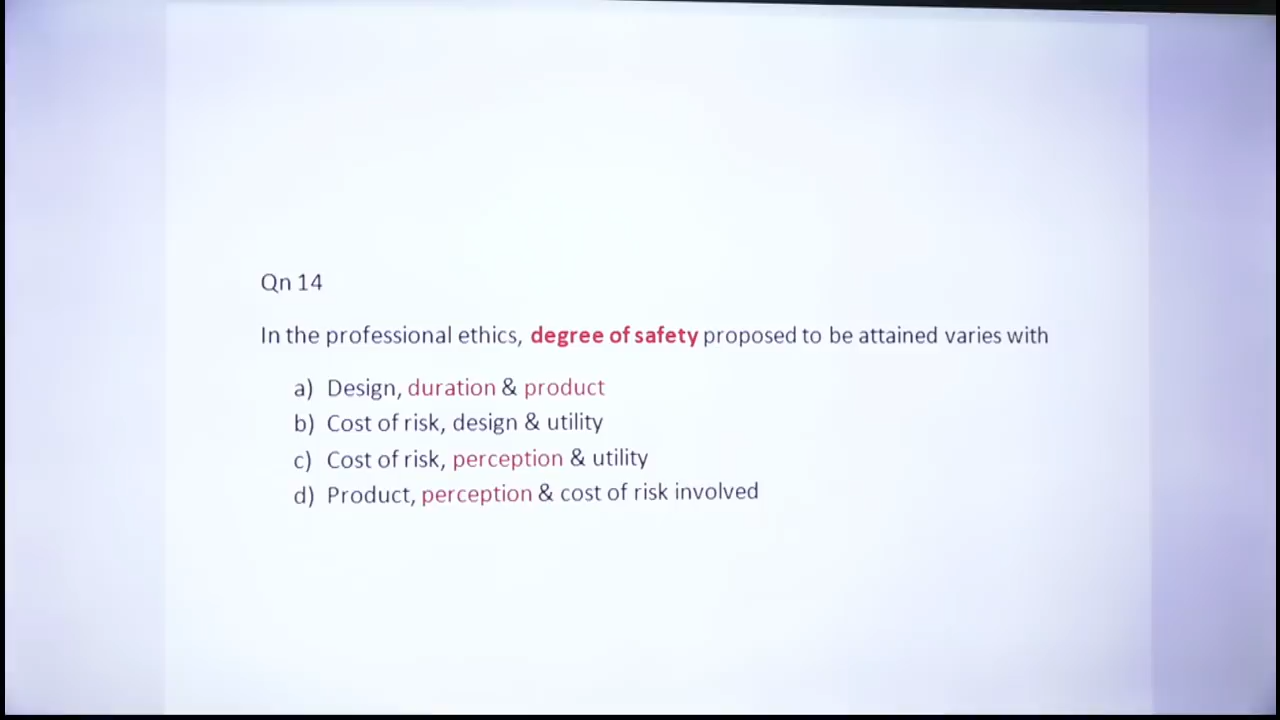 Qn 14
In the professional ethics, degree of safety proposed to be attained varies with
a) Design, duration & product
b) Cost of risk, design & utility
c) Cost of risk, perception & utility
d) Product, perception & cost of risk involved